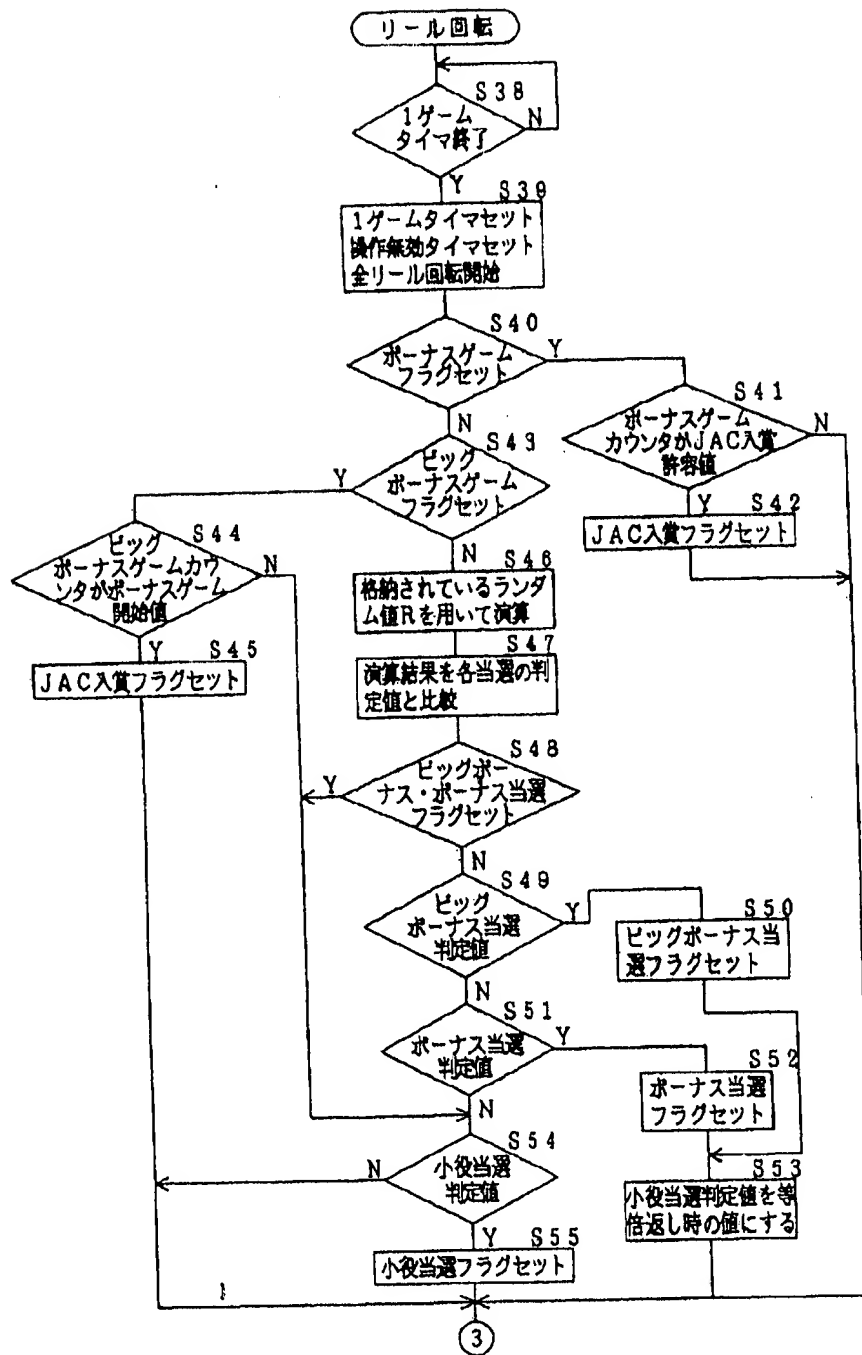 リール回転
S38
1ゲーム
タイマ終了
N
Y
S39
1ゲームタイマセット
操作無効タイマセット
全リール回転開始
S40
ボーナスゲーム
フラグセット
Y
N
S41
ボーナスゲーム
カウンタがJAC入賞
許容値
N
Y
S42
JAC入賞フラグセット
S43
ビッグ
ボーナスゲーム
フラグセット
Y
N
S44
ビッグ
ボーナスゲームカウ
ンタがボーナスゲーム
開始値
N
Y
S45
JAC入賞フラグセット
S46
格納されているランダ
ム値Rを用いて演算
S47
演算結果を各当選の判
定値と比較
S48
ビッグボー
ナス・ボーナス当選
フラグセット
Y
N
S49
ビッグ
ボーナス当選
判定値
Y
N
S50
ビッグボーナス当
選フラグセット
S51
ボーナス当選
判定値
Y
N
S52
ボーナス当選
フラグセット
S53
小役当選判定値を等
倍返し時の値にする
S54
小役当選
判定値
N
Y
S55
小役当選フラグセット
3